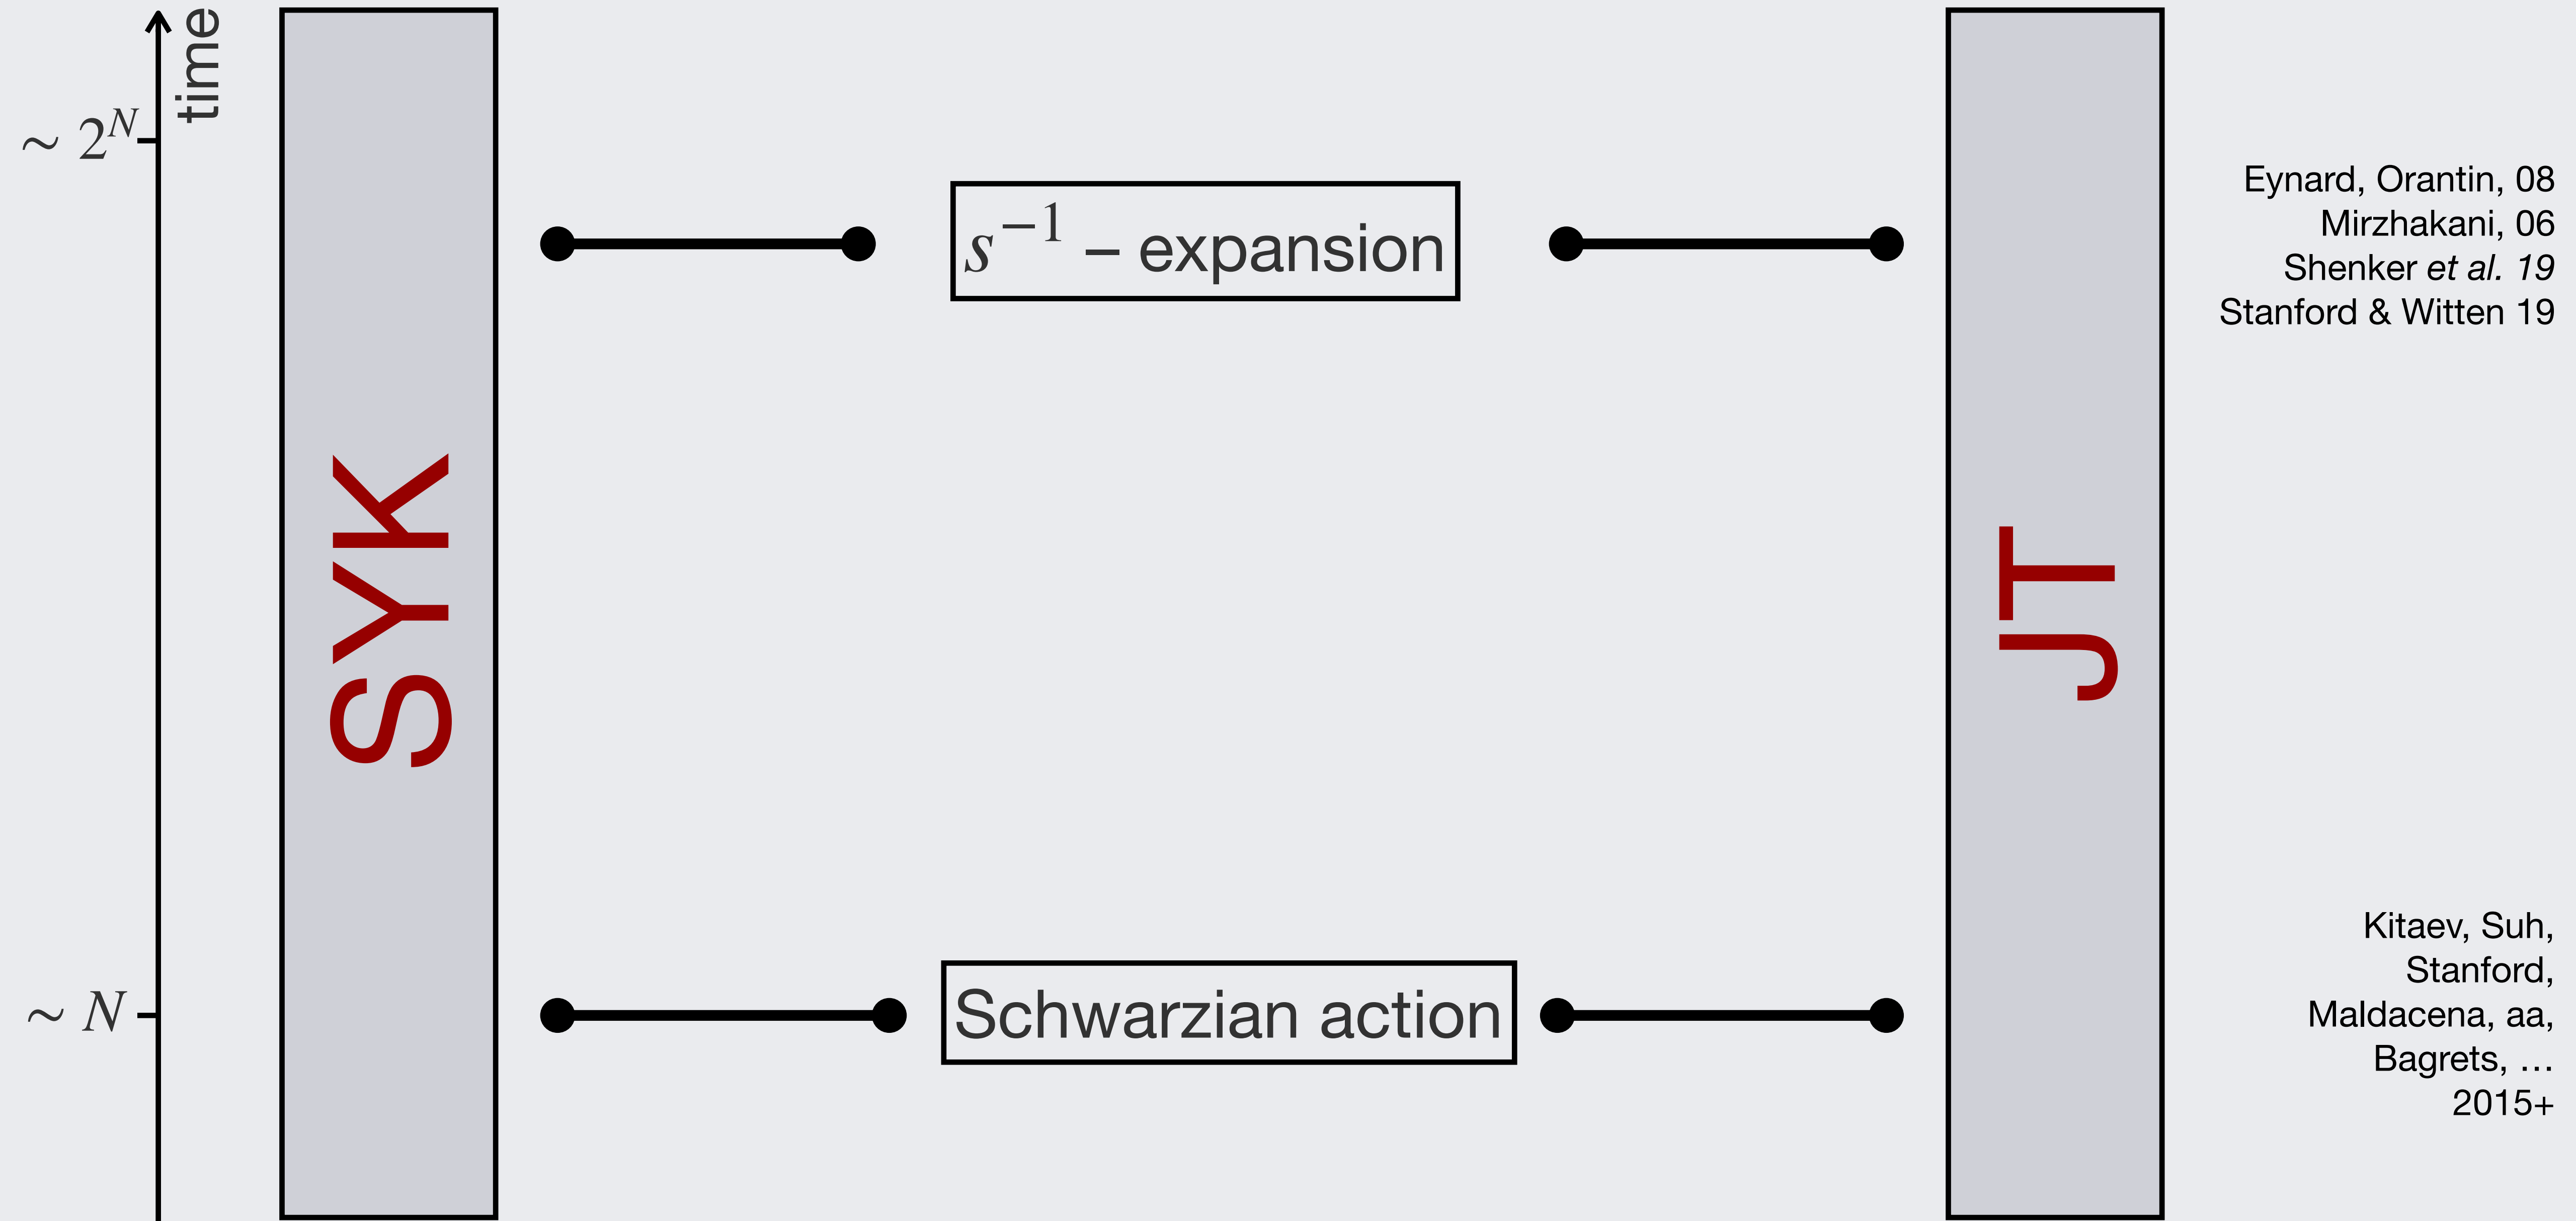 time
~ 2^N
s^−1 – expansion
Eynard, Orantin, 08
Mirzhakani, 06
Shenker et al. 19
Stanford & Witten 19
SYK
JT
~ N
Schwarzian action
Kitaev, Suh,
Stanford,
Maldacena, aa,
Bagrets, …
2015+